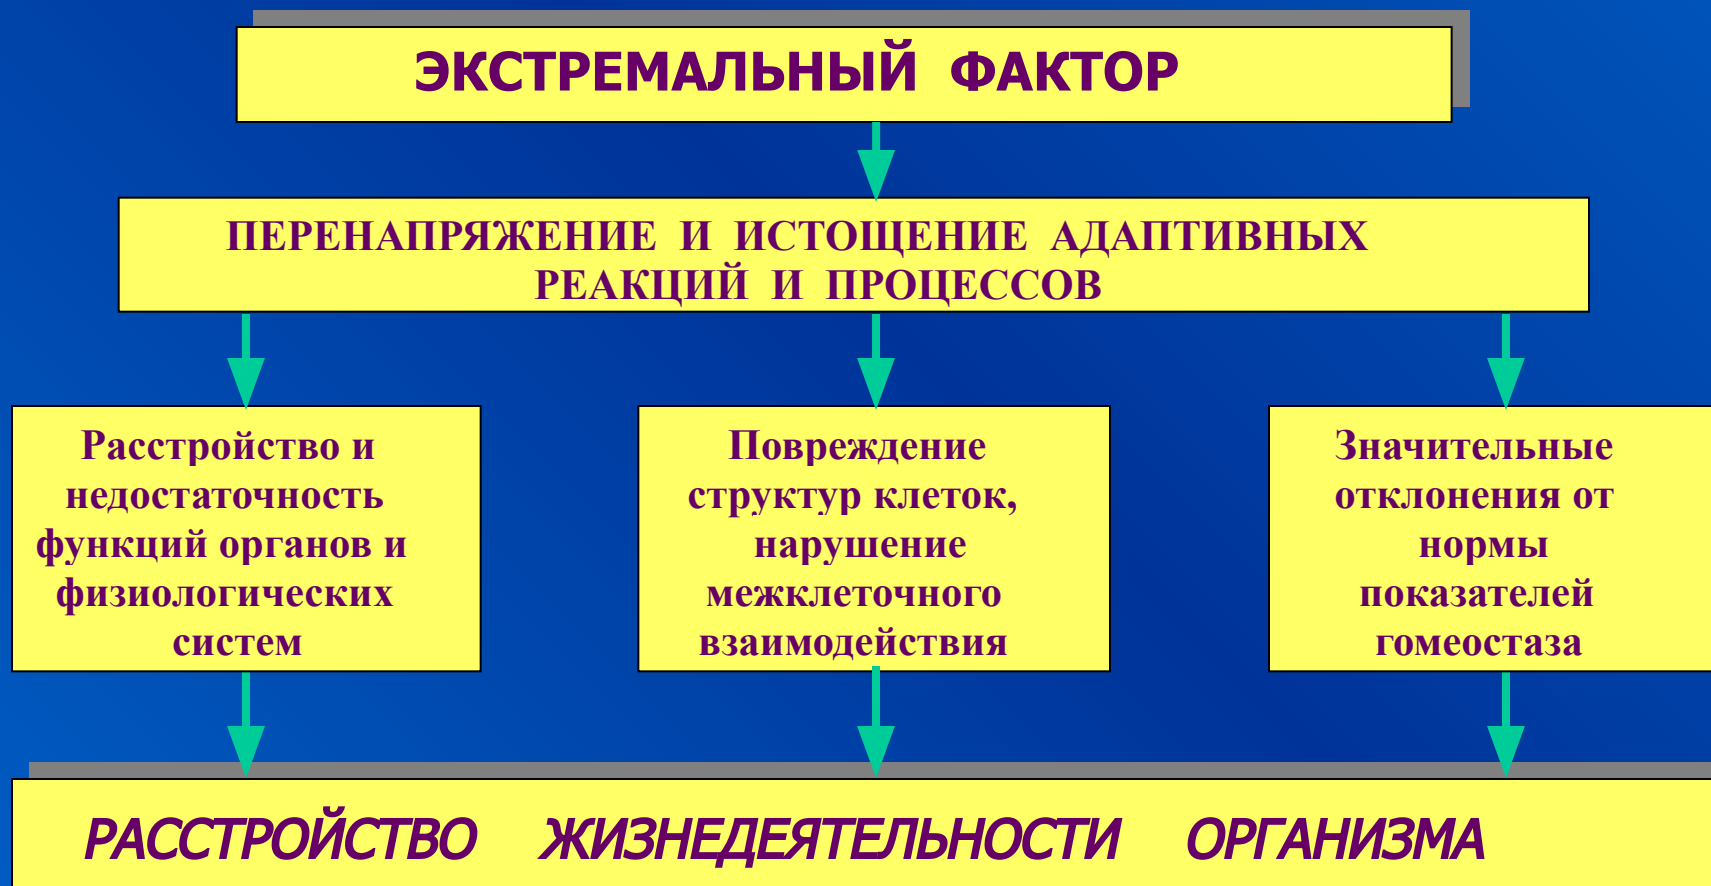 ЭКСТРЕМАЛЬНЫЙ ФАКТОР
ПЕРЕНАПРЯЖЕНИЕ И ИСТОЩЕНИЕ АДАПТИВНЫХ
РЕАКЦИЙ И ПРОЦЕССОВ
Расстройство и
недостаточность
функций органов и
физиологических
систем
Повреждение
структур клеток,
нарушение
межклеточного
взаимодействия
Значительные
отклонения от
нормы
показателей
гомеостаза
РАССТРОЙСТВО ЖИЗНЕДЕЯТЕЛЬНОСТИ ОРГАНИЗМА